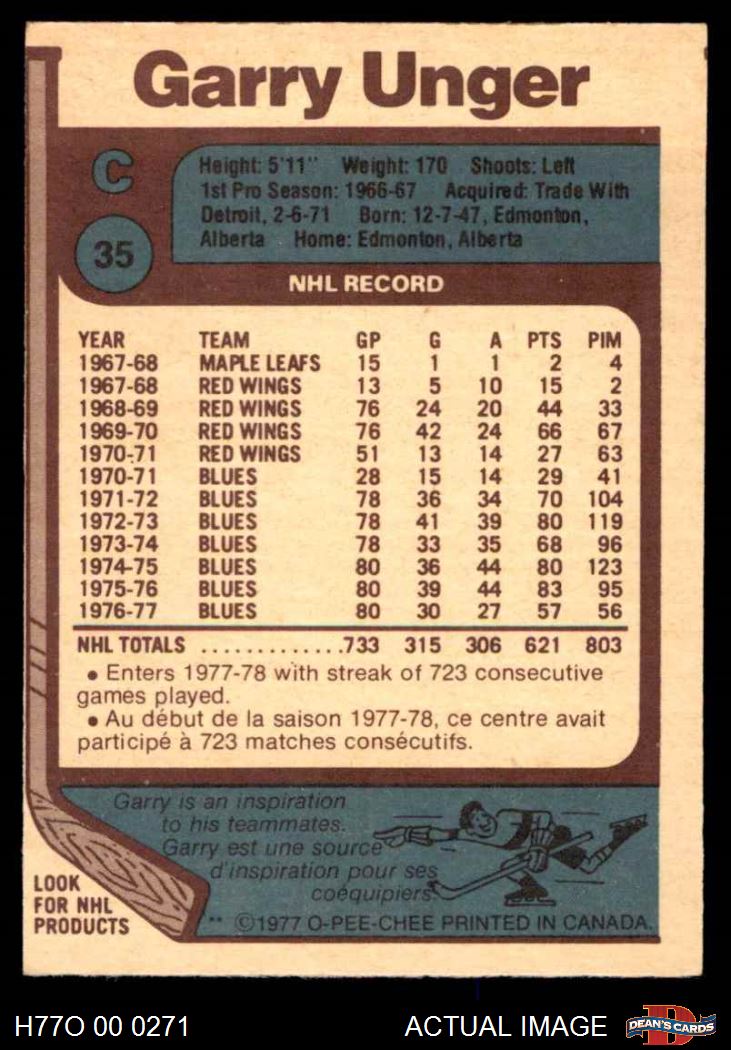 Garry Unger
C
35
Height: 5'11" Weight: 170 Shoots: Left
1st Pro Season: 1966-67 Acquired: Trade With
Detroit, 2-6-71 Born: 12-7-47, Edmonton,
Alberta Home: Edmonton, Alberta
NHL RECORD
YEAR TEAM GP G A PTS PIM
1967-68 MAPLE LEAFS 15 1 1 2 4
1967-68 RED WINGS 13 5 10 15 2
1968-69 RED WINGS 76 24 20 44 33
1969-70 RED WINGS 76 42 24 66 67
1970-71 RED WINGS 51 13 14 27 63
1970-71 BLUES 28 15 14 29 41
1971-72 BLUES 78 36 34 70 104
1972-73 BLUES 78 41 39 80 119
1973-74 BLUES 78 33 35 68 96
1974-75 BLUES 80 36 44 80 123
1975-76 BLUES 80 39 44 83 95
1976-77 BLUES 80 30 27 57 56
NHL TOTALS .............733 315 306 621 803
• Enters 1977-78 with streak of 723 consecutive
games played.
• Au début de la saison 1977-78, ce centre avait
participé à 723 matches consécutifs.
Garry is an inspiration
to his teammates.
Garry est une source
d'inspiration pour ses
coéquipiers.
LOOK
FOR NHL
PRODUCTS
** ©1977 O-PEE-CHEE PRINTED IN CANADA.
H77O 00 0271 ACTUAL IMAGE
D
DEAN'S CARDS